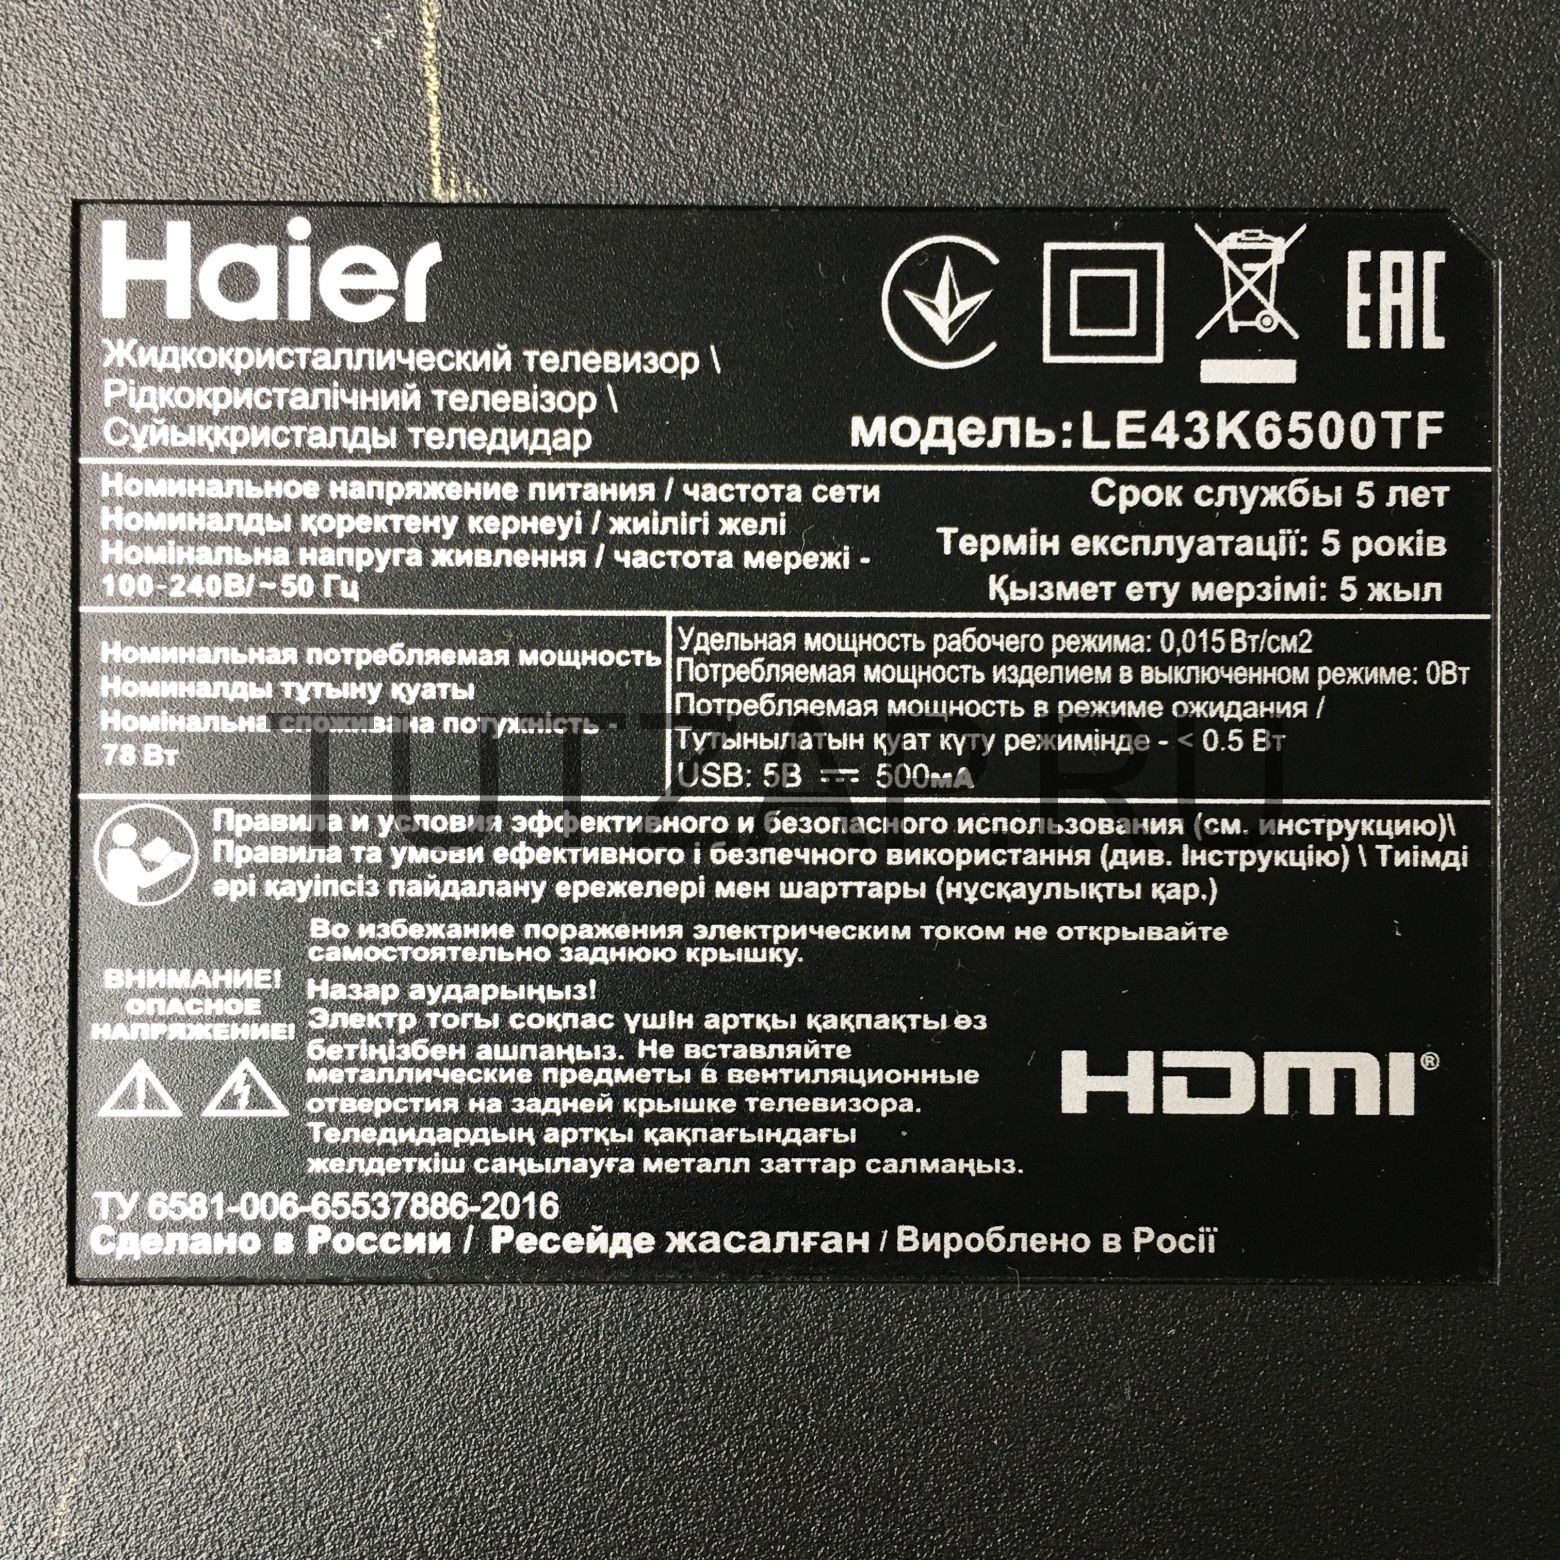 Haier
EAC
Жидкокристаллический телевизор \
Рідкокристалічний телевізор \
Сұйыққристалды теледидар
модель:LE43K6500TF
Номинальное напряжение питания / частота сети
Номиналды қоректену кернеуі / жиілігі желі
Номінальна напруга живлення / частота мережі -
100-240В/~50 Гц
Срок службы 5 лет
Термін експлуатації: 5 років
Қызмет ету мерзімі: 5 жыл
Номинальная потребляемая мощность
Номиналды тұтыну қуаты
Номінальна споживана потужність -
78 Вт
Удельная мощность рабочего режима: 0,015 Вт/см2
Потребляемая мощность изделием в выключенном режиме: 0Вт
Потребляемая мощность в режиме ожидания /
Тұтынылатын қуат күту режимінде - < 0.5 Вт
USB: 5В ⎓ 500мА
TUTZAP.RU
Правила и условия эффективного и безопасного использования (см. инструкцию)\
Правила та умови ефективного і безпечного використання (див. Інструкцію) \ Тиімді
әрі қауіпсіз пайдалану ережелері мен шарттары (нұсқаулықты қар.)
ВНИМАНИЕ!
ОПАСНОЕ
НАПРЯЖЕНИЕ!
Во избежание поражения электрическим током не открывайте
самостоятельно заднюю крышку.
Назар аударыңыз!
Электр тогы соқпас үшін артқы қақпақты өз
бетіңізбен ашпаңыз. Не вставляйте
металлические предметы в вентиляционные
отверстия на задней крышке телевизора.
Теледидардың артқы қақпағындағы
желдеткіш саңылауға металл заттар салмаңыз.
HDMI®
ТУ 6581-006-65537886-2016
Сделано в России / Ресейде жасалған / Вироблено в Росії